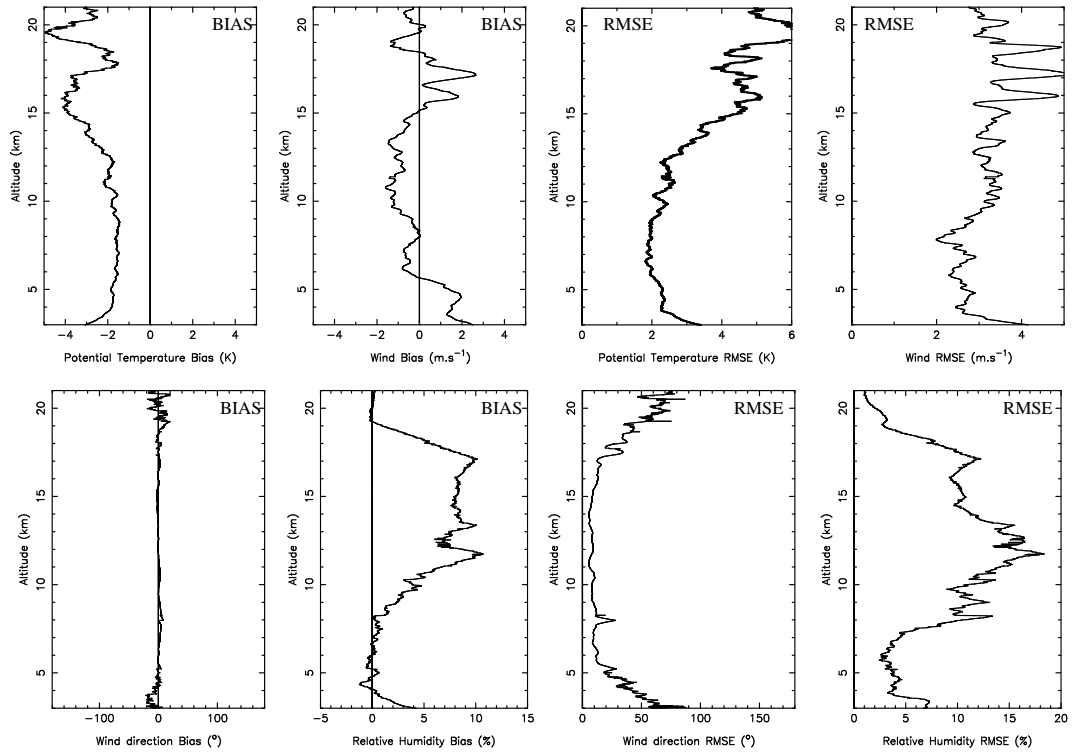 BIAS
20
15
10
5
Altitude (km)
−4 −2 0 2 4
Potential Temperature Bias (K)
BIAS
20
15
10
5
Altitude (km)
−4 −2 0 2 4
Wind Bias (m.s⁻¹)
RMSE
20
15
10
5
Altitude (km)
0 2 4 6
Potential Temperature RMSE (K)
RMSE
20
15
10
5
Altitude (km)
0 2 4
Wind RMSE (m.s⁻¹)
BIAS
20
15
10
5
Altitude (km)
−100 0 100
Wind direction Bias (°)
BIAS
20
15
10
5
Altitude (km)
−5 0 5 10 15
Relative Humidity Bias (%)
RMSE
20
15
10
5
Altitude (km)
0 50 100 150
Wind direction RMSE (°)
RMSE
20
15
10
5
Altitude (km)
0 5 10 15 20
Relative Humidity RMSE (%)